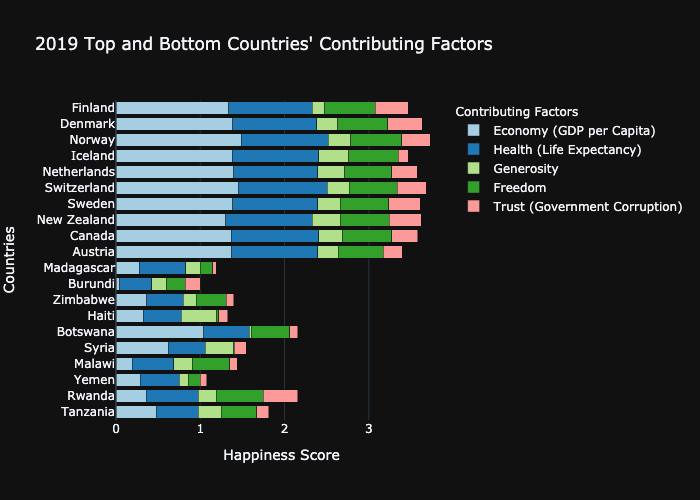 2019 Top and Bottom Countries' Contributing Factors
Contributing Factors
Economy (GDP per Capita)
Health (Life Expectancy)
Generosity
Freedom
Trust (Government Corruption)
Countries
Finland
Denmark
Norway
Iceland
Netherlands
Switzerland
Sweden
New Zealand
Canada
Austria
Madagascar
Burundi
Zimbabwe
Haiti
Botswana
Syria
Malawi
Yemen
Rwanda
Tanzania
0 1 2 3
Happiness Score